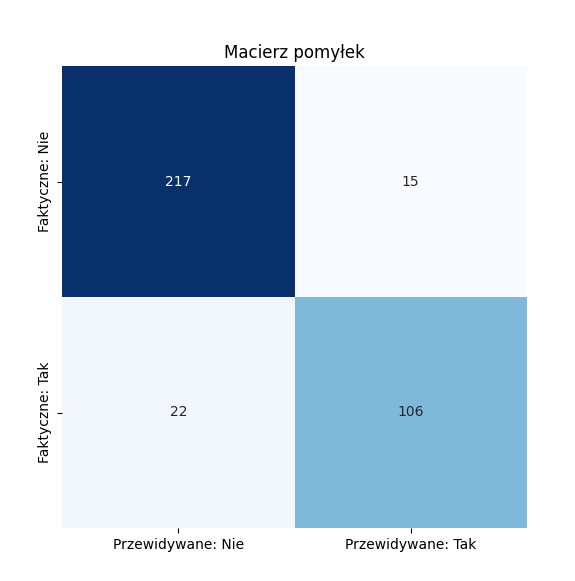 Macierz pomyłek
Faktyczne: Nie
217
15
Faktyczne: Tak
22
106
Przewidywane: Nie
Przewidywane: Tak